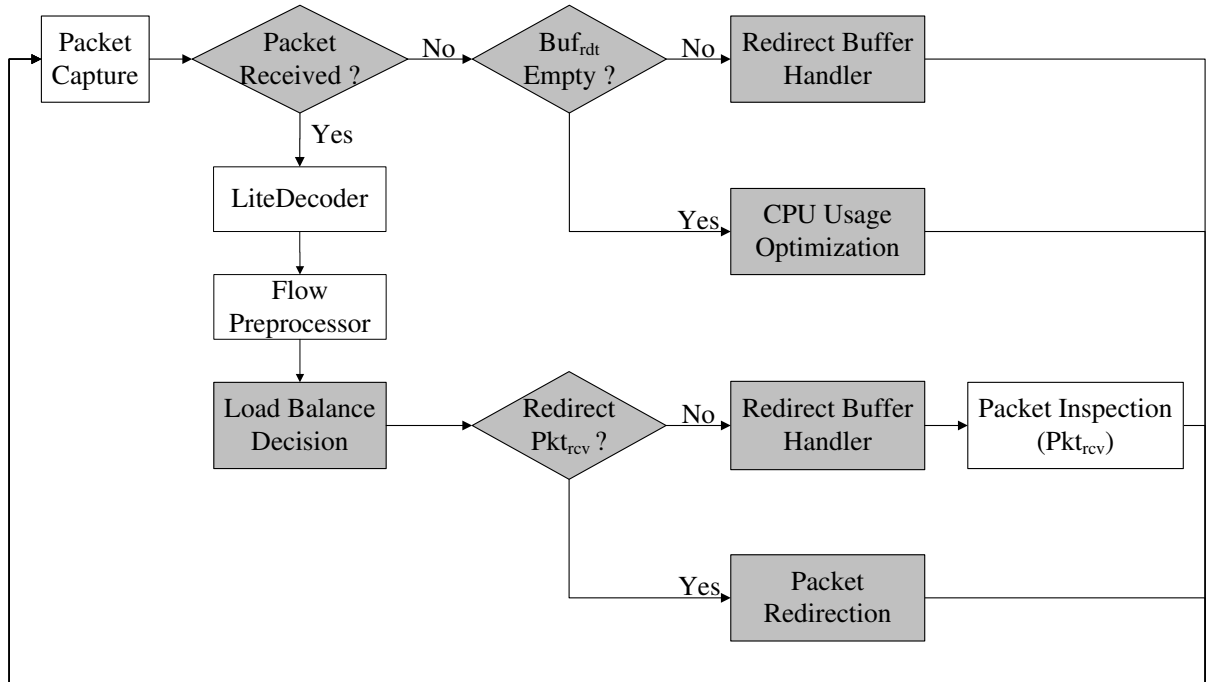 Packet
Capture
Packet
Received ?
No
Buf_rdt
Empty ?
No
Redirect Buffer
Handler
Yes
LiteDecoder
Yes
CPU Usage
Optimization
Flow
Preprocessor
Load Balance
Decision
Redirect
Pkt_rcv ?
No
Redirect Buffer
Handler
Packet Inspection
(Pkt_rcv)
Yes
Packet
Redirection